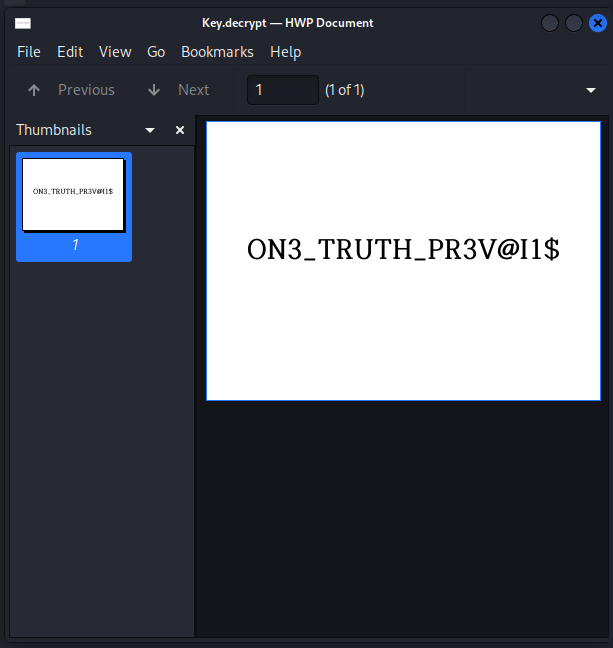 Key.decrypt — HWP Document
File Edit View Go Bookmarks Help
Previous Next 1 (1 of 1)
Thumbnails
ON3_TRUTH_PR3V@I1$
1
ON3_TRUTH_PR3V@I1$